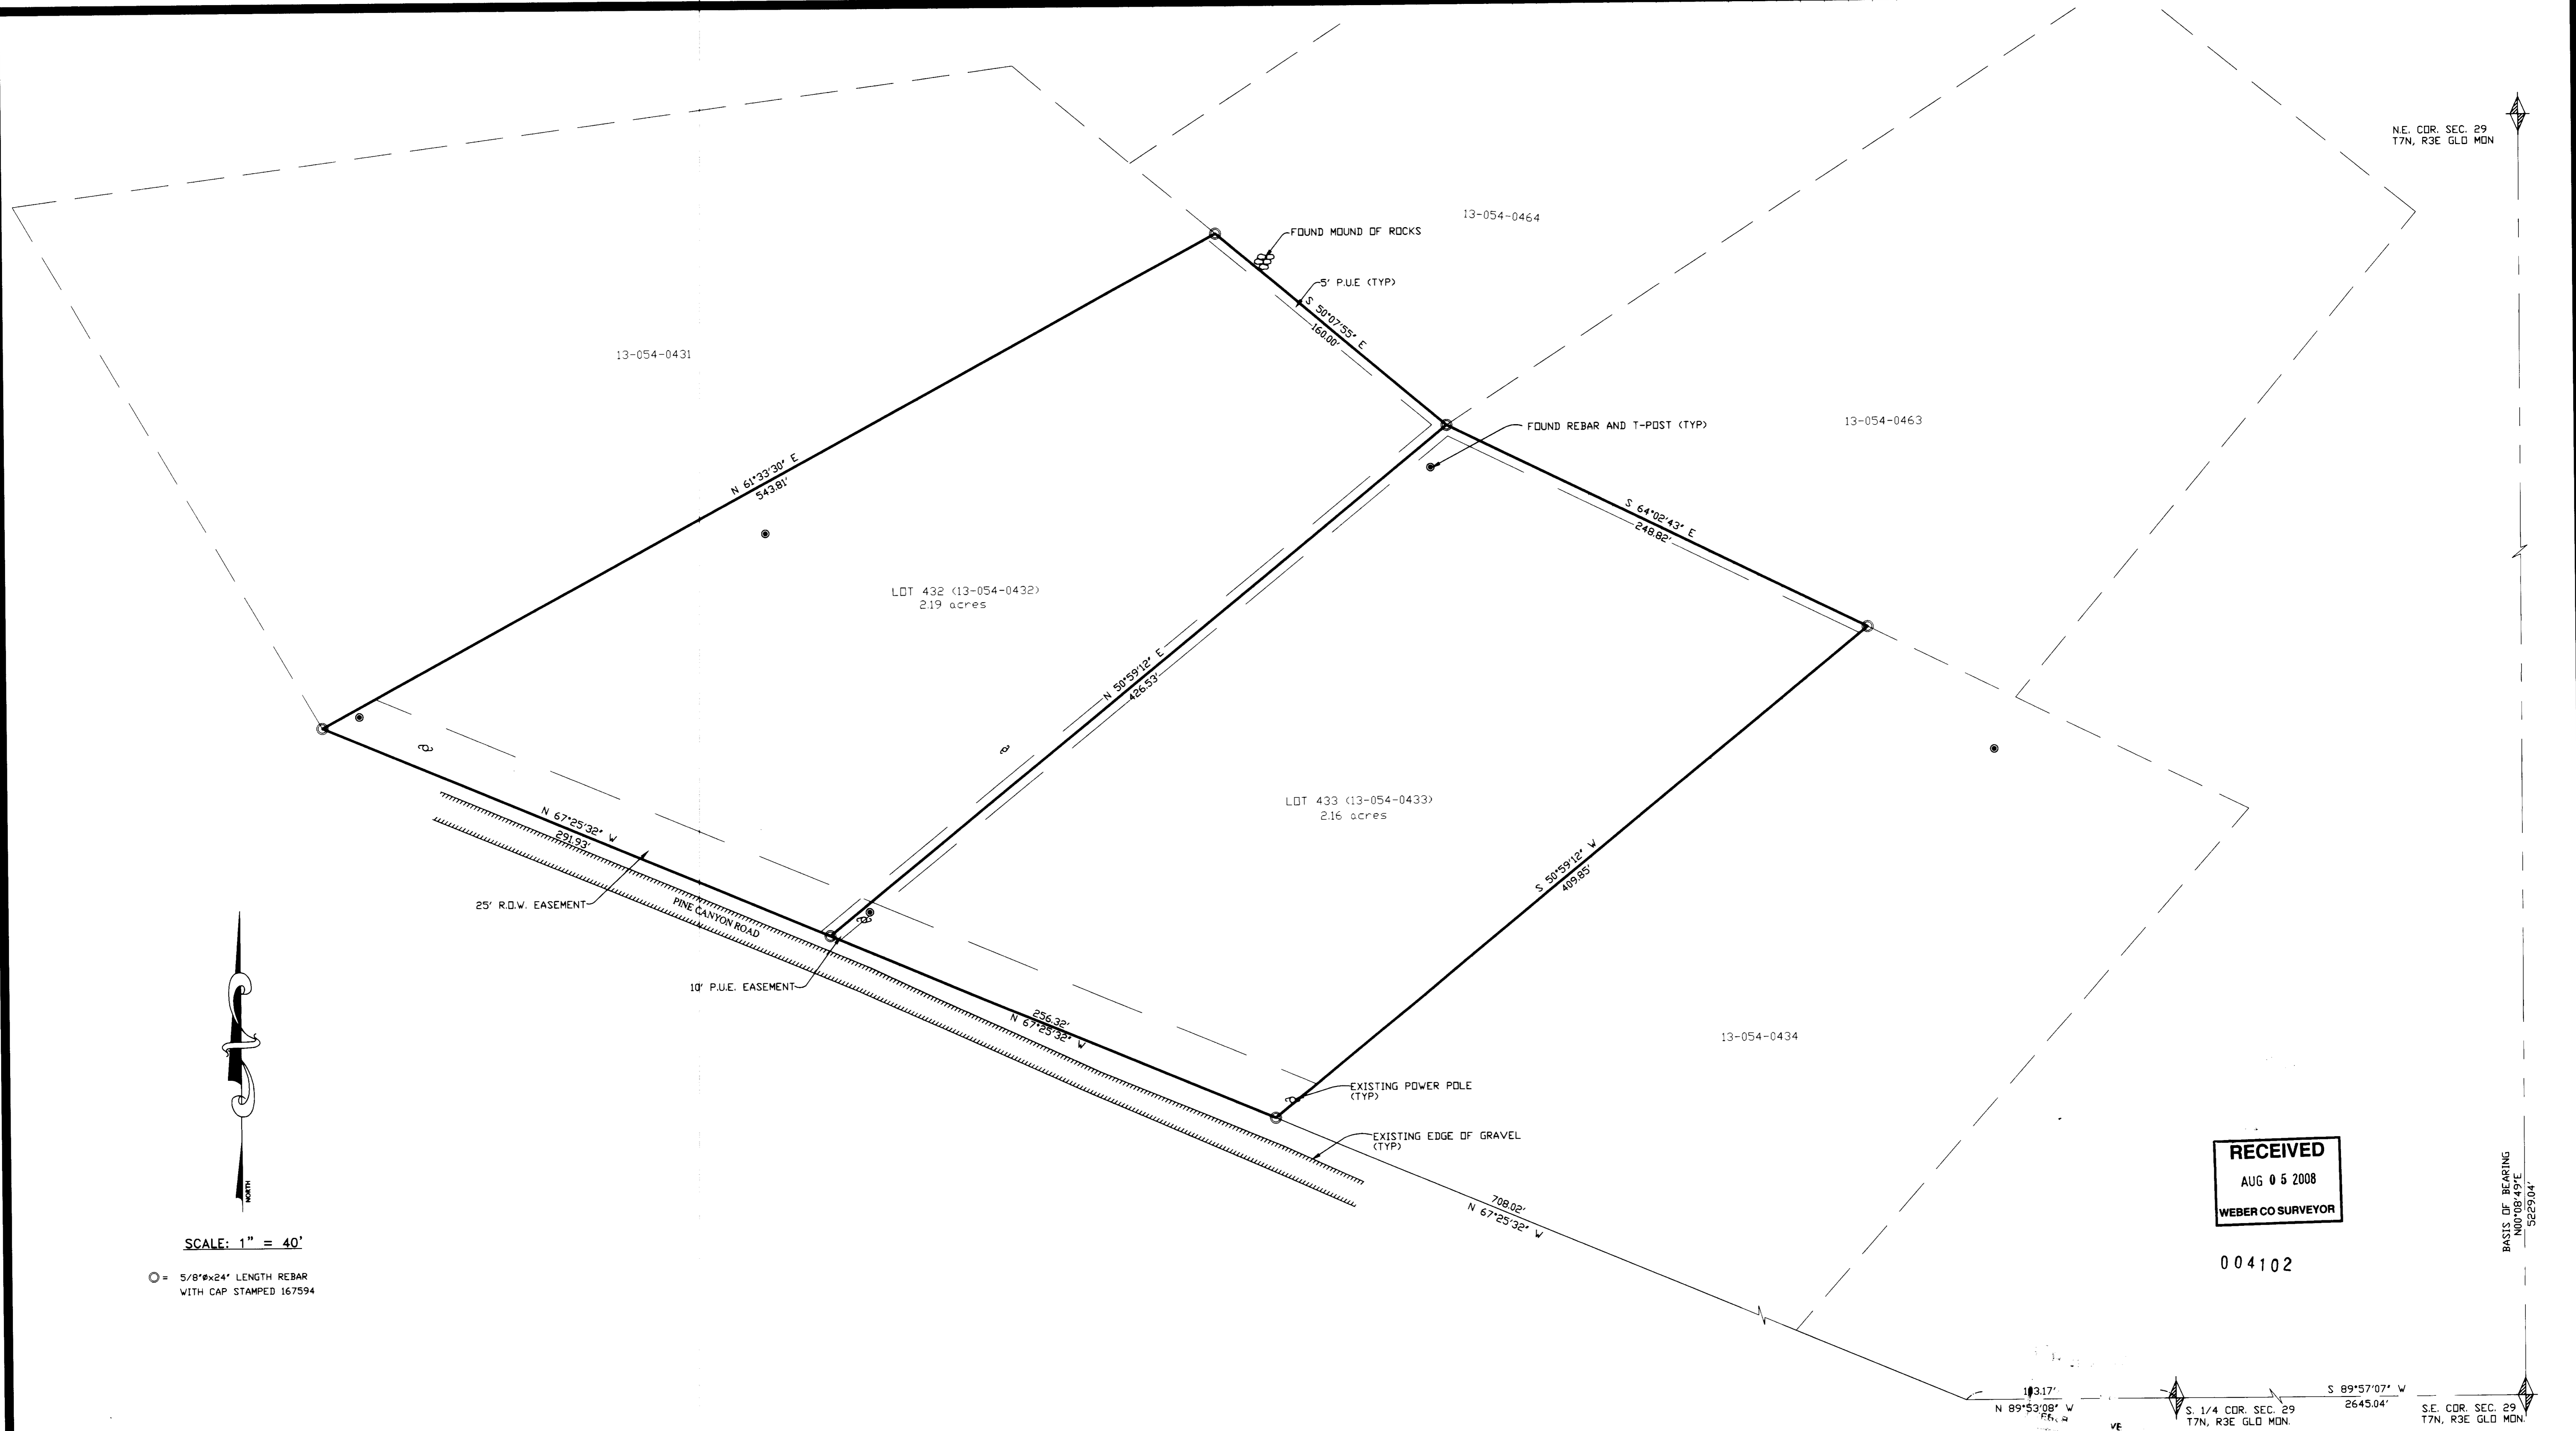 N.E. COR. SEC. 29
T7N, R3E GLO MON
13-054-0464
FOUND MOUND OF ROCKS
5' P.U.E (TYP)
S 50°07'55" E
160.00'
13-054-0431
13-054-0463
FOUND REBAR AND T-POST (TYP)
N 61°33'30" E
543.81'
S 64°02'43" E
248.82'
LOT 432 (13-054-0432)
2.19 acres
N 50°59'12" E
426.53'
LOT 433 (13-054-0433)
2.16 acres
N 67°25'32" W
291.93'
S 50°59'12" W
409.85'
25' R.O.W. EASEMENT
PINE CANYON ROAD
10' P.U.E. EASEMENT
256.32'
N 67°25'32" W
13-054-0434
EXISTING POWER POLE
(TYP)
EXISTING EDGE OF GRAVEL
(TYP)
NORTH
SCALE: 1" = 40'
= 5/8"øx24" LENGTH REBAR
WITH CAP STAMPED 167594
708.02'
N 67°25'32" W
RECEIVED
AUG 05 2008
WEBER CO SURVEYOR
004102
BASIS OF BEARING
N00°08'49"E
5229.04'
N 89°53'08" W
S. 1/4 COR. SEC. 29
T7N, R3E GLO MON.
S 89°57'07" W
2645.04'
S.E. COR. SEC. 29
T7N, R3E GLO MON.